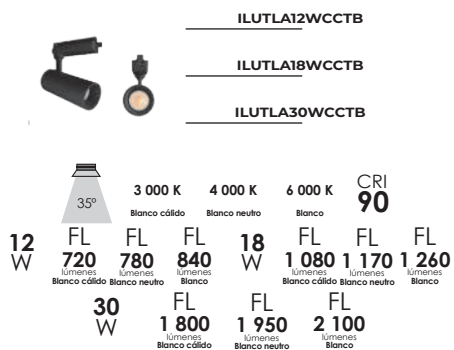 ILUTLA12WCCTB
ILUTLA18WCCTB
ILUTLA30WCCTB
35°
3 000 K
Blanco cálido
4 000 K
Blanco neutro
6 000 K
Blanco
CRI
90
12
W
FL
720
lúmenes
Blanco cálido
FL
780
lúmenes
Blanco neutro
FL
840
lúmenes
Blanco
18
W
FL
1 080
lúmenes
Blanco cálido
FL
1 170
lúmenes
Blanco neutro
FL
1 260
lúmenes
Blanco
30
W
FL
1 800
lúmenes
Blanco cálido
FL
1 950
lúmenes
Blanco neutro
FL
2 100
lúmenes
Blanco